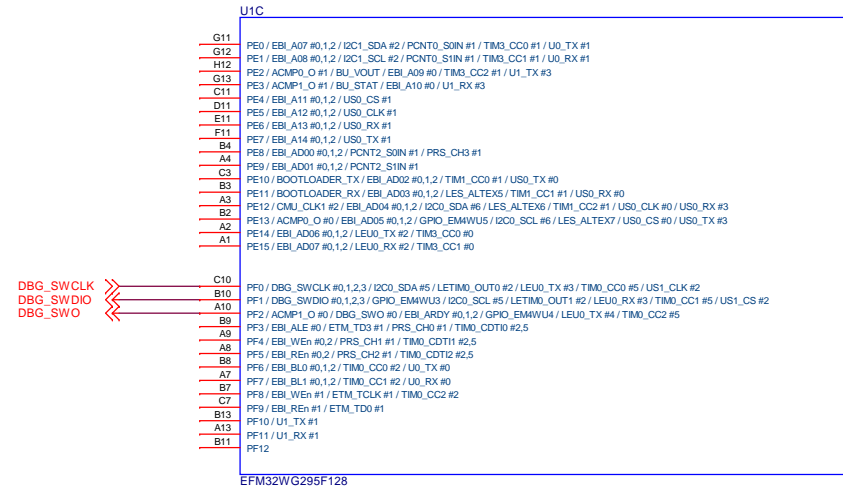 U1C
G11 PE0 / EBI_A07 #0,1,2 / I2C1_SDA #2 / PCNT0_S0IN #1 / TIM3_CC0 #1 / U0_TX #1
G12 PE1 / EBI_A08 #0,1,2 / I2C1_SCL #2 / PCNT0_S1IN #1 / TIM3_CC1 #1 / U0_RX #1
H12 PE2 / ACMP0_O #1 / BU_VOUT / EBI_A09 #0 / TIM3_CC2 #1 / U1_TX #3
G13 PE3 / ACMP1_O #1 / BU_STAT / EBI_A10 #0 / U1_RX #3
C11 PE4 / EBI_A11 #0,1,2 / US0_CS #1
D11 PE5 / EBI_A12 #0,1,2 / US0_CLK #1
E11 PE6 / EBI_A13 #0,1,2 / US0_RX #1
F11 PE7 / EBI_A14 #0,1,2 / US0_TX #1
B4 PE8 / EBI_AD00 #0,1,2 / PCNT2_S0IN #1 / PRS_CH3 #1
A4 PE9 / EBI_AD01 #0,1,2 / PCNT2_S1IN #1
C3 PE10 / BOOTLOADER_TX / EBI_AD02 #0,1,2 / TIM1_CC0 #1 / US0_TX #0
B3 PE11 / BOOTLOADER_RX / EBI_AD03 #0,1,2 / LES_ALTEX5 / TIM1_CC1 #1 / US0_RX #0
A3 PE12 / CMU_CLK1 #2 / EBI_AD04 #0,1,2 / I2C0_SDA #6 / LES_ALTEX6 / TIM1_CC2 #1 / US0_CLK #0 / US0_RX #3
B2 PE13 / ACMP0_O #0 / EBI_AD05 #0,1,2 / GPIO_EM4WU5 / I2C0_SCL #6 / LES_ALTEX7 / US0_CS #0 / US0_TX #3
A2 PE14 / EBI_AD06 #0,1,2 / LEU0_TX #2 / TIM3_CC0 #0
A1 PE15 / EBI_AD07 #0,1,2 / LEU0_RX #2 / TIM3_CC1 #0
DBG_SWCLK C10 PF0 / DBG_SWCLK #0,1,2,3 / I2C0_SDA #5 / LETIM0_OUT0 #2 / LEU0_TX #3 / TIM0_CC0 #5 / US1_CLK #2
DBG_SWDIO B10 PF1 / DBG_SWDIO #0,1,2,3 / GPIO_EM4WU3 / I2C0_SCL #5 / LETIM0_OUT1 #2 / LEU0_RX #3 / TIM0_CC1 #5 / US1_CS #2
DBG_SWO A10 PF2 / ACMP1_O #0 / DBG_SWO #0 / EBI_ARDY #0,1,2 / GPIO_EM4WU4 / LEU0_TX #4 / TIM0_CC2 #5
B9 PF3 / EBI_ALE #0 / ETM_TD3 #1 / PRS_CH0 #1 / TIM0_CDTI0 #2,5
A9 PF4 / EBI_WEn #0,2 / PRS_CH1 #1 / TIM0_CDTI1 #2,5
A8 PF5 / EBI_REn #0,2 / PRS_CH2 #1 / TIM0_CDTI2 #2,5
B8 PF6 / EBI_BL0 #0,1,2 / TIM0_CC0 #2 / U0_TX #0
A7 PF7 / EBI_BL1 #0,1,2 / TIM0_CC1 #2 / U0_RX #0
B7 PF8 / EBI_WEn #1 / ETM_TCLK #1 / TIM0_CC2 #2
C7 PF9 / EBI_REn #1 / ETM_TD0 #1
B13 PF10 / U1_TX #1
A13 PF11 / U1_RX #1
B11 PF12
EFM32WG295F128